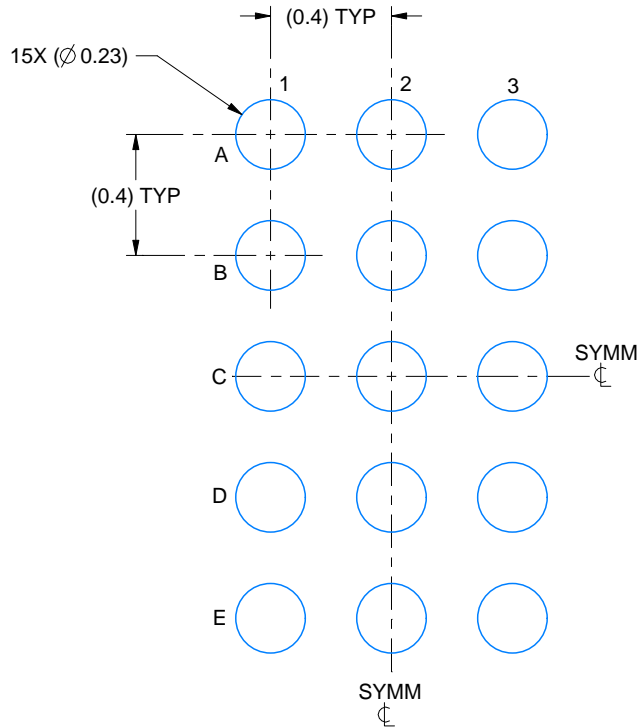 (0.4) TYP
15X (∅ 0.23)
1
2
3
A
(0.4) TYP
B
C
SYMM
℄
D
E
SYMM
℄